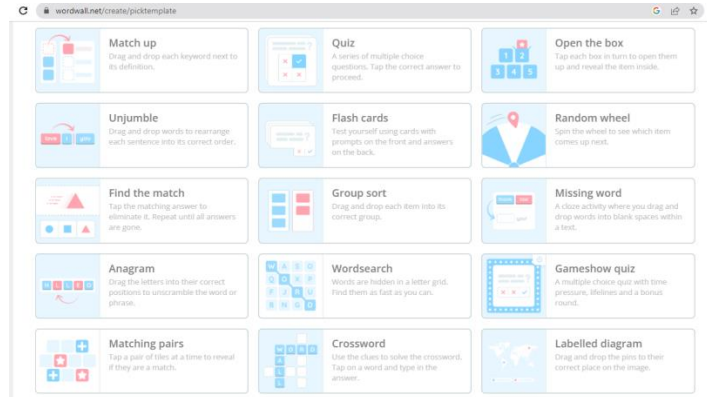 wordwall.net/create/picktemplate
Match up
Drag and drop each keyword next to
its definition.
Quiz
A series of multiple choice
questions. Tap the correct answer to
proceed.
Open the box
Tap each box in turn to open them
up and reveal the item inside.
1 2
3 4 5
Unjumble
Drag and drop words to rearrange
each sentence into its correct order.
Flash cards
Test yourself using cards with
prompts on the front and answers
on the back.
Random wheel
Spin the wheel to see which item
comes up next.
Find the match
Tap the matching answer to
eliminate it. Repeat until all answers
are gone.
Group sort
Drag and drop each item into its
correct group.
Missing word
A cloze activity where you drag and
drop words into blank spaces within
a text.
Anagram
Drag the letters into their correct
positions to unscramble the word or
phrase.
Wordsearch
Words are hidden in a letter grid.
Find them as fast as you can.
Gameshow quiz
A multiple choice quiz with time
pressure, lifelines and a bonus
round.
Matching pairs
Tap a pair of tiles at a time to reveal
if they are a match.
Crossword
Use the clues to solve the crossword.
Tap on a word and type in the
answer.
Labelled diagram
Drag and drop the pins to their
correct place on the image.